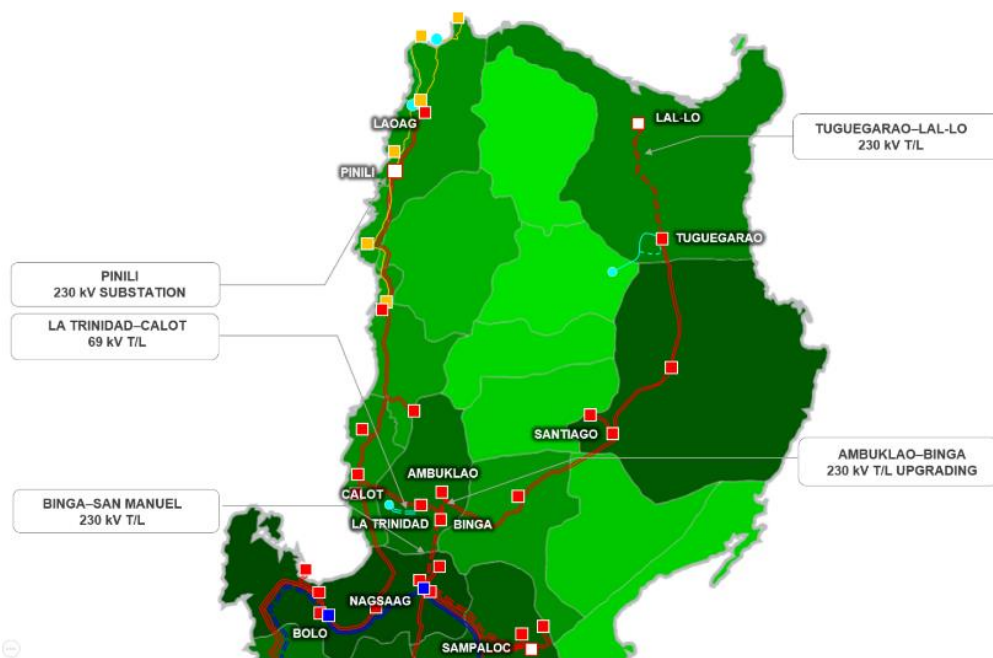 LAL-LO
TUGUEGARAO–LAL-LO
230 kV T/L
LAOAG
PINILI
TUGUEGARAO
PINILI
230 kV SUBSTATION
LA TRINIDAD–CALOT
69 kV T/L
SANTIAGO
AMBUKLAO–BINGA
230 kV T/L UPGRADING
AMBUKLAO
CALOT
BINGA–SAN MANUEL
230 kV T/L
LA TRINIDAD
BINGA
NAGSAAG
BOLO
SAMPALOC